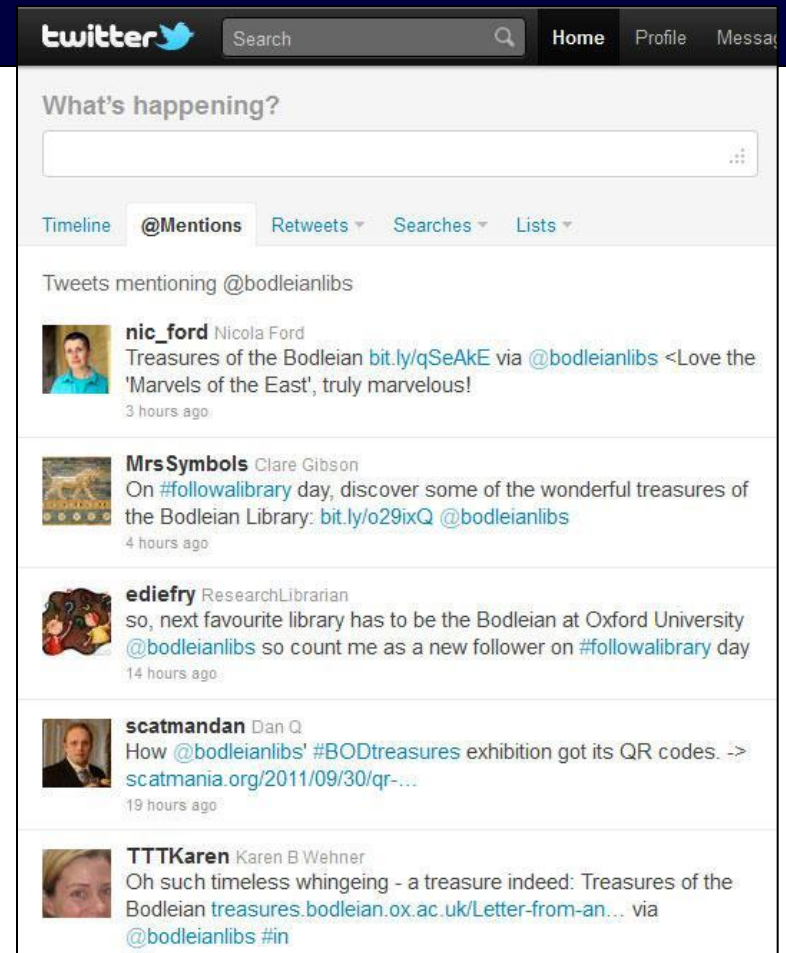 twitter Search Home Profile Messa
What's happening?
Timeline @Mentions Retweets Searches Lists
Tweets mentioning @bodleianlibs
nic_ford Nicola Ford
Treasures of the Bodleian bit.ly/qSeAkE via @bodleianlibs <Love the
'Marvels of the East', truly marvelous!
3 hours ago
MrsSymbols Clare Gibson
On #followalibrary day, discover some of the wonderful treasures of
the Bodleian Library: bit.ly/o29ixQ @bodleianlibs
4 hours ago
ediefry ResearchLibrarian
so, next favourite library has to be the Bodleian at Oxford University
@bodleianlibs so count me as a new follower on #followalibrary day
14 hours ago
scatmandan Dan Q
How @bodleianlibs' #BODtreasures exhibition got its QR codes. ->
scatmania.org/2011/09/30/qr-…
19 hours ago
TTTKaren Karen B Wehner
Oh such timeless whingeing - a treasure indeed: Treasures of the
Bodleian treasures.bodleian.ox.ac.uk/Letter-from-an… via
@bodleianlibs #in